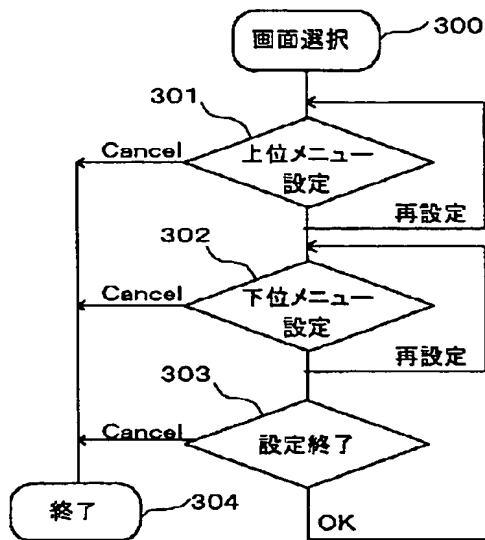 画面選択
300
301
Cancel
上位メニュー
設定
再設定
302
Cancel
下位メニュー
設定
再設定
303
Cancel
設定終了
終了
304
OK